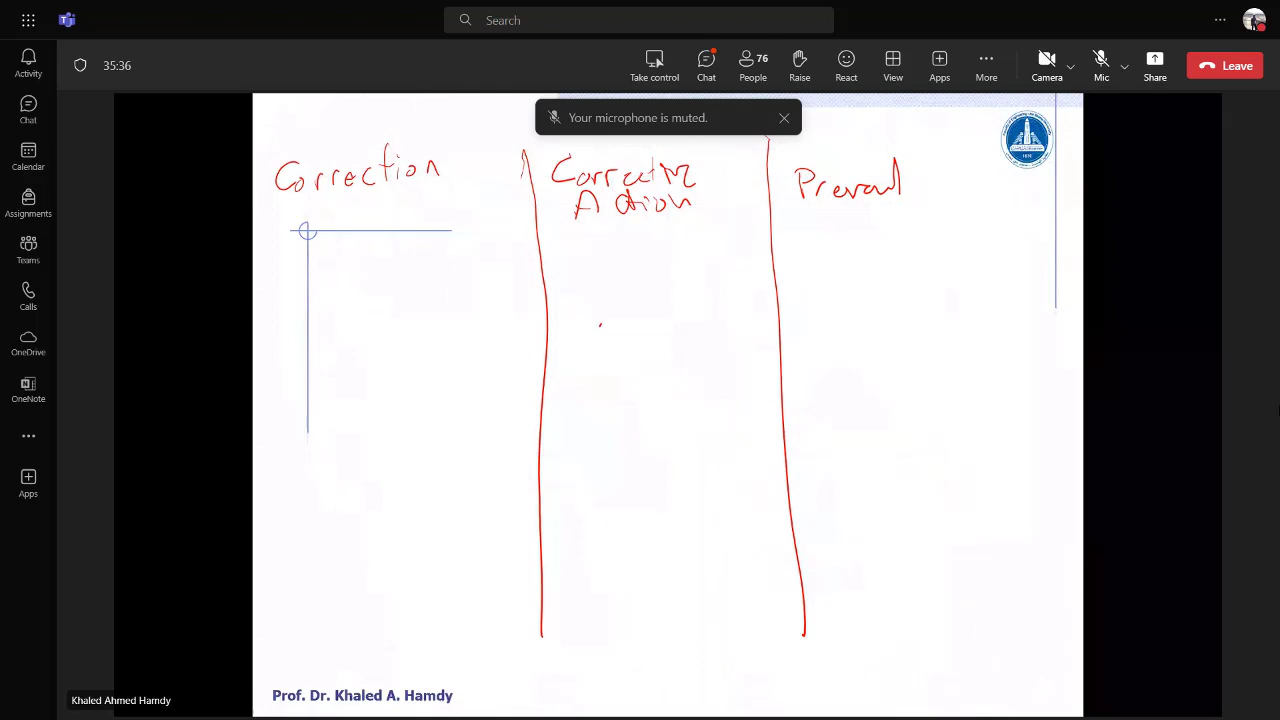 Search
Activity
Chat
Calendar
Assignments
Teams
Calls
OneDrive
OneNote
Apps
35:36
Take control
Chat
76
People
Raise
React
View
Apps
More
Camera
Mic
Share
Leave
Your microphone is muted.
Correction
Corrective
Action
Prof. Dr. Khaled A. Hamdy
Khaled Ahmed Hamdy